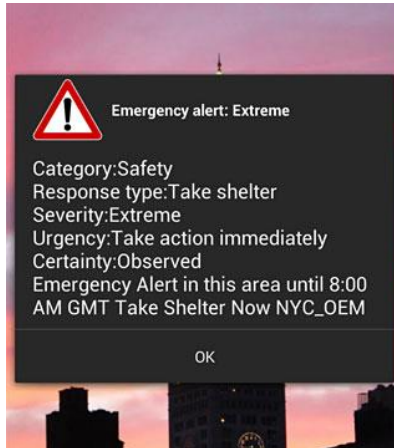 Emergency alert: Extreme
Category:Safety
Response type:Take shelter
Severity:Extreme
Urgency:Take action immediately
Certainty:Observed
Emergency Alert in this area until 8:00
AM GMT Take Shelter Now NYC_OEM
OK